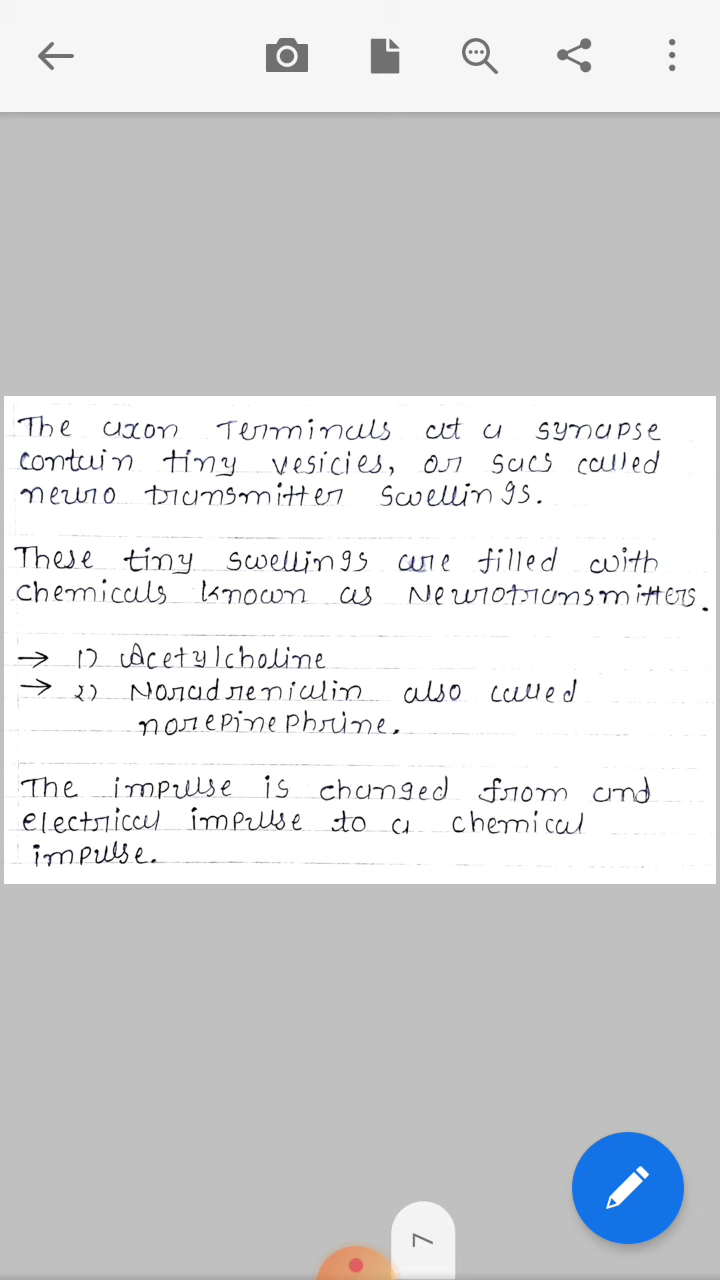 The axon Terminals at a synapse
contain tiny vesicies, or sacs called
neuro transmitter swellings.
These tiny swellings are filled with
chemicals known as Neurotransmitters.
→ 1) Acetylcholine
→ 2) Noradrenialin also called
norepinephrine.
The impulse is changed from and
electrical impulse to a chemical
impulse.
7